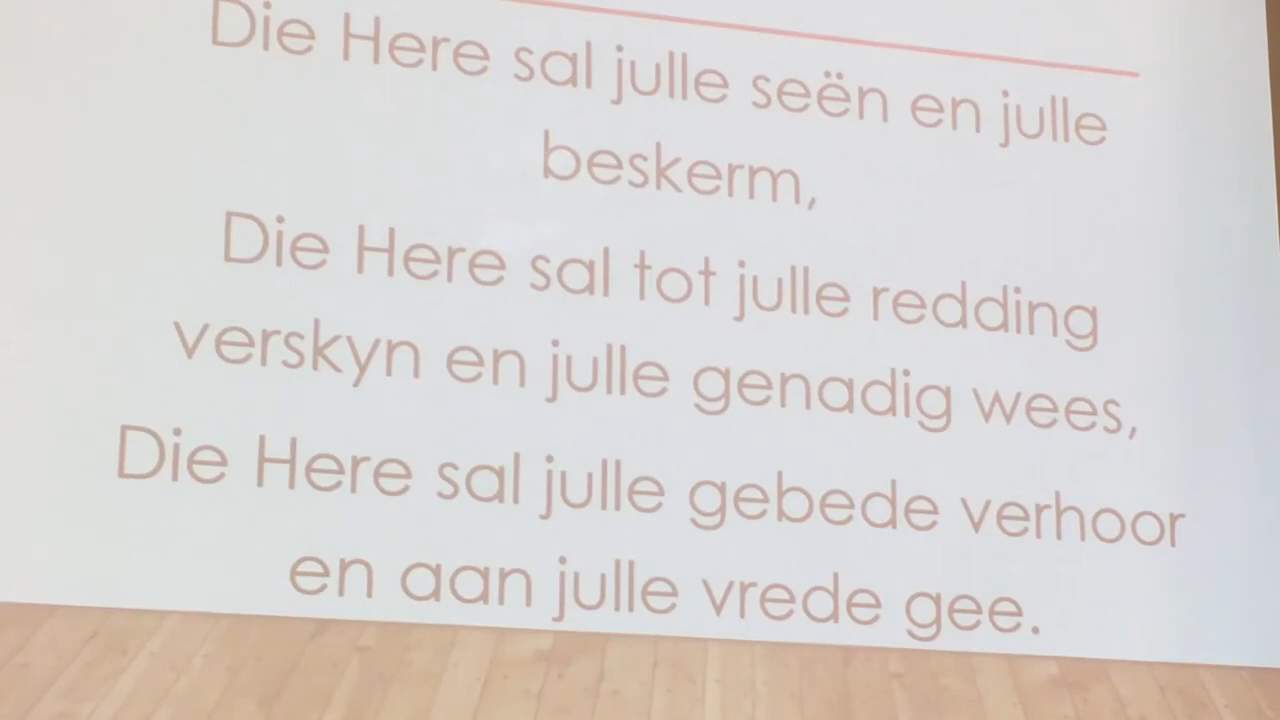 Die Here sal julle seën en julle
beskerm,
Die Here sal tot julle redding
verskyn en julle genadig wees,
Die Here sal julle gebede verhoor
en aan julle vrede gee.